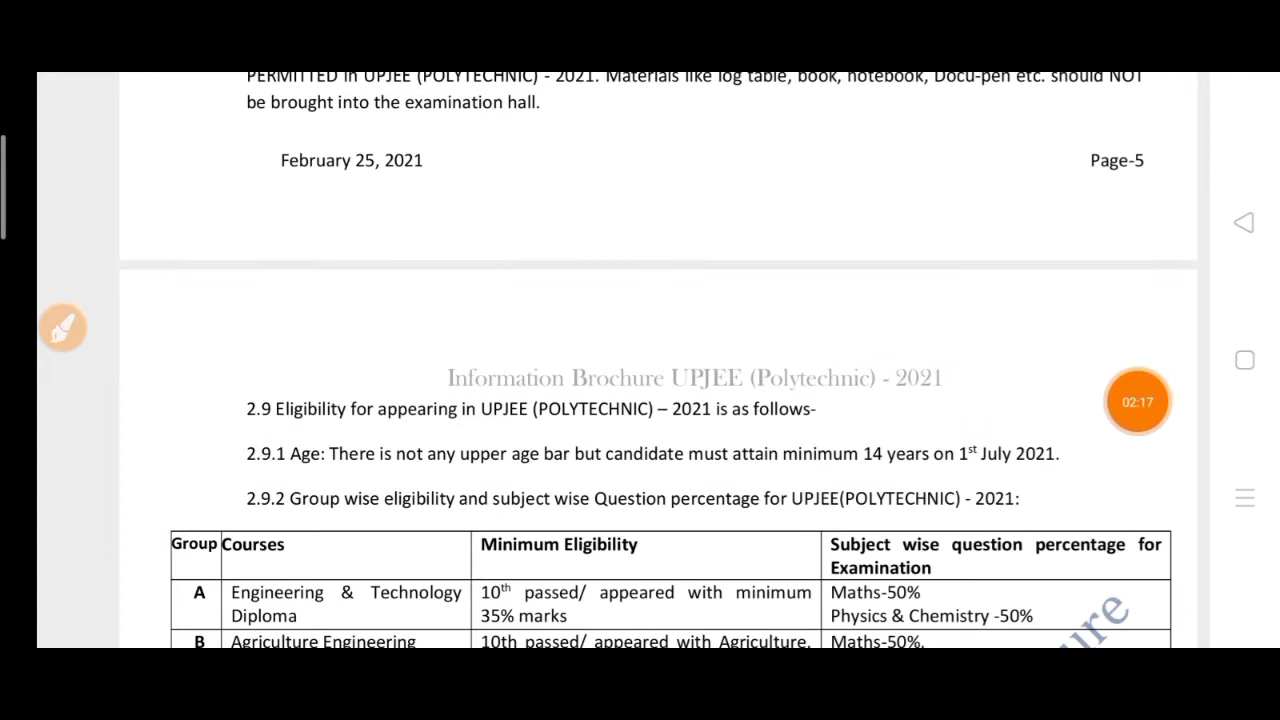 PERMITTED in UPJEE (POLYTECHNIC) - 2021. Materials like log table, book, notebook, Docu-pen etc. should NOT
be brought into the examination hall.
February 25, 2021 Page-5
Information Brochure UPJEE (Polytechnic) - 2021
2.9 Eligibility for appearing in UPJEE (POLYTECHNIC) – 2021 is as follows-
02:17
2.9.1 Age: There is not any upper age bar but candidate must attain minimum 14 years on 1st July 2021.
2.9.2 Group wise eligibility and subject wise Question percentage for UPJEE(POLYTECHNIC) - 2021:
Group Courses Minimum Eligibility Subject wise question percentage for
Examination
A Engineering & Technology 10th passed/ appeared with minimum Maths-50%
Diploma 35% marks Physics & Chemistry -50%
B Agriculture Engineering 10th passed/ appeared with Agriculture, Maths-50%,